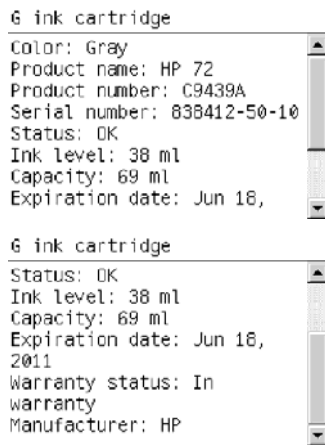 G ink cartridge
Color: Gray
Product name: HP 72
Product number: C9439A
Serial number: 838412-50-10
Status: OK
Ink level: 38 ml
Capacity: 69 ml
Expiration date: Jun 18,
G ink cartridge
Status: OK
Ink level: 38 ml
Capacity: 69 ml
Expiration date: Jun 18,
2011
Warranty status: In
warranty
Manufacturer: HP